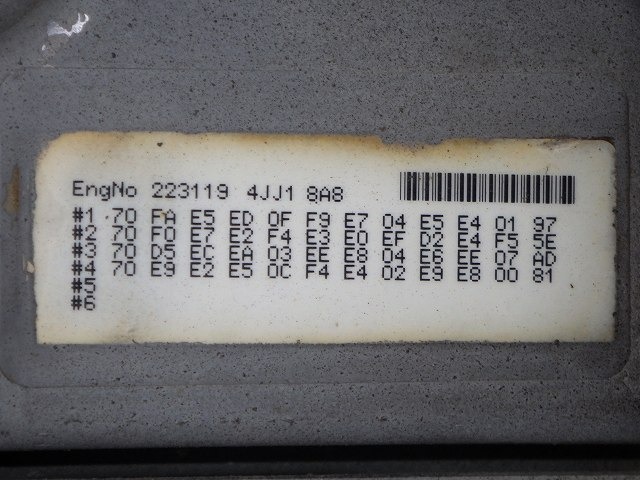 EngNo 223119 4JJ1 8A8
#1 70 FA E5 ED 0F F9 E7 04 E5 E4 01 97
#2 70 F0 E7 E2 F4 E3 E0 EF D2 E4 F5 5E
#3 70 D5 EC EA 03 EE E8 04 E6 EE 07 AD
#4 70 E9 E2 E5 0C F4 E4 02 E9 E8 00 81
#5
#6